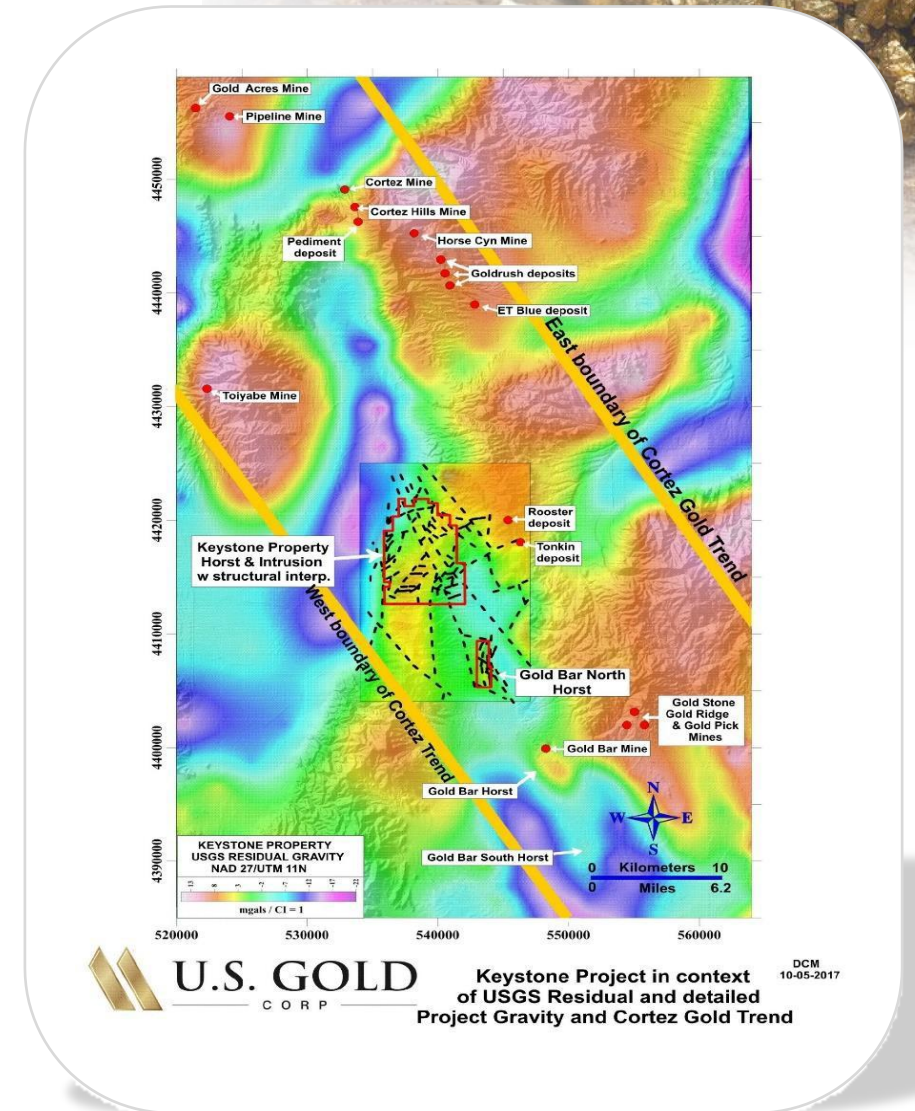 Gold Acres Mine
Pipeline Mine
Cortez Mine
Cortez Hills Mine
Pediment
deposit
Horse Cyn Mine
Goldrush deposits
ET Blue deposit
East boundary of Cortez Gold Trend
Toiyabe Mine
Rooster
deposit
Tonkin
deposit
Keystone Property
Horst & Intrusion
w structural interp.
West boundary of Cortez Trend
Gold Bar North
Horst
Gold Stone
Gold Ridge
& Gold Pick
Mines
Gold Bar Mine
Gold Bar Horst
Gold Bar South Horst
N
W E
S
0 Kilometers 10
0 Miles 6.2
KEYSTONE PROPERTY
USGS RESIDUAL GRAVITY
NAD 27/UTM 11N
mgals / CI = 1
4450000
4440000
4430000
4420000
4410000
4400000
4390000
520000 530000 540000 550000 560000
U.S. GOLD
CORP
Keystone Project in context
of USGS Residual and detailed
Project Gravity and Cortez Gold Trend
DCM
10-05-2017